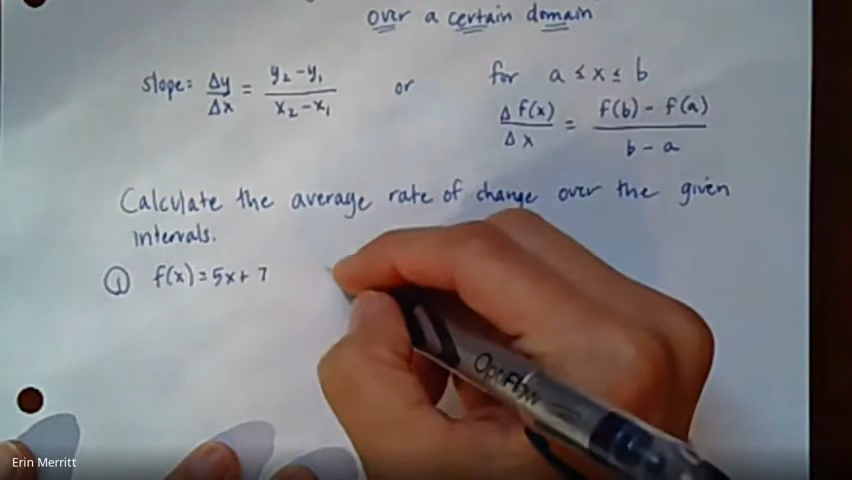 over a certain domain
slope = Δy/Δx = y₂-y₁/x₂-x₁ or for a ≤ x ≤ b
Δf(x)/Δx = f(b) - f(a)/b - a
Calculate the average rate of change over the given
intervals.
① f(x) = 5x + 7
OptiFlow
Erin Merritt